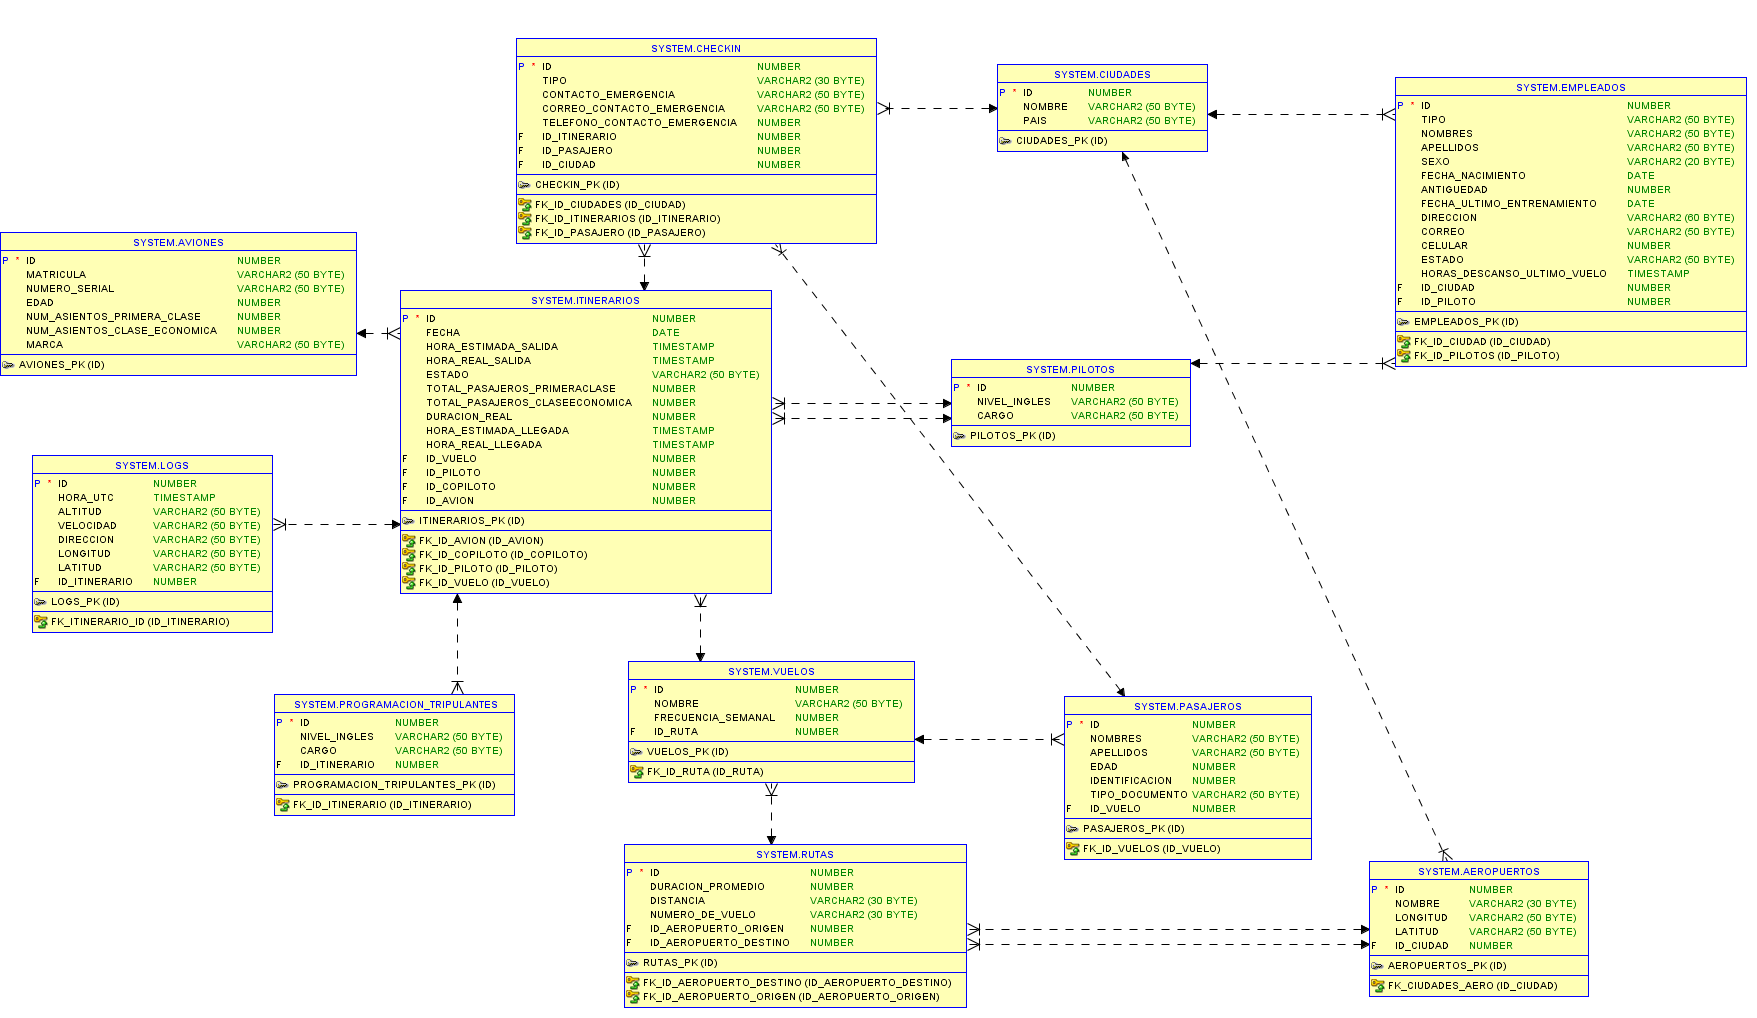 SYSTEM.CHECKIN
P * ID NUMBER
TIPO VARCHAR2 (30 BYTE)
CONTACTO_EMERGENCIA VARCHAR2 (50 BYTE)
CORREO_CONTACTO_EMERGENCIA VARCHAR2 (50 BYTE)
TELEFONO_CONTACTO_EMERGENCIA NUMBER
F ID_ITINERARIO NUMBER
F ID_PASAJERO NUMBER
F ID_CIUDAD NUMBER
CHECKIN_PK (ID)
FK_ID_CIUDADES (ID_CIUDAD)
FK_ID_ITINERARIOS (ID_ITINERARIO)
FK_ID_PASAJERO (ID_PASAJERO)
SYSTEM.CIUDADES
P * ID NUMBER
NOMBRE VARCHAR2 (50 BYTE)
PAIS VARCHAR2 (50 BYTE)
CIUDADES_PK (ID)
SYSTEM.EMPLEADOS
P * ID NUMBER
TIPO VARCHAR2 (50 BYTE)
NOMBRES VARCHAR2 (50 BYTE)
APELLIDOS VARCHAR2 (50 BYTE)
SEXO VARCHAR2 (20 BYTE)
FECHA_NACIMIENTO DATE
ANTIGUEDAD NUMBER
FECHA_ULTIMO_ENTRENAMIENTO DATE
DIRECCION VARCHAR2 (60 BYTE)
CORREO VARCHAR2 (50 BYTE)
CELULAR NUMBER
ESTADO VARCHAR2 (50 BYTE)
HORAS_DESCANSO_ULTIMO_VUELO TIMESTAMP
F ID_CIUDAD NUMBER
F ID_PILOTO NUMBER
EMPLEADOS_PK (ID)
FK_ID_CIUDAD (ID_CIUDAD)
FK_ID_PILOTOS (ID_PILOTO)
SYSTEM.AVIONES
P * ID NUMBER
MATRICULA VARCHAR2 (50 BYTE)
NUMERO_SERIAL VARCHAR2 (50 BYTE)
EDAD NUMBER
NUM_ASIENTOS_PRIMERA_CLASE NUMBER
NUM_ASIENTOS_CLASE_ECONOMICA NUMBER
MARCA VARCHAR2 (50 BYTE)
AVIONES_PK (ID)
SYSTEM.ITINERARIOS
P * ID NUMBER
FECHA DATE
HORA_ESTIMADA_SALIDA TIMESTAMP
HORA_REAL_SALIDA TIMESTAMP
ESTADO VARCHAR2 (50 BYTE)
TOTAL_PASAJEROS_PRIMERACLASE NUMBER
TOTAL_PASAJEROS_CLASEECONOMICA NUMBER
DURACION_REAL NUMBER
HORA_ESTIMADA_LLEGADA TIMESTAMP
HORA_REAL_LLEGADA TIMESTAMP
F ID_VUELO NUMBER
F ID_PILOTO NUMBER
F ID_COPILOTO NUMBER
F ID_AVION NUMBER
ITINERARIOS_PK (ID)
FK_ID_AVION (ID_AVION)
FK_ID_COPILOTO (ID_COPILOTO)
FK_ID_PILOTO (ID_PILOTO)
FK_ID_VUELO (ID_VUELO)
SYSTEM.PILOTOS
P * ID NUMBER
NIVEL_INGLES VARCHAR2 (50 BYTE)
CARGO VARCHAR2 (50 BYTE)
PILOTOS_PK (ID)
SYSTEM.LOGS
P * ID NUMBER
HORA_UTC TIMESTAMP
ALTITUD VARCHAR2 (50 BYTE)
VELOCIDAD VARCHAR2 (50 BYTE)
DIRECCION VARCHAR2 (50 BYTE)
LONGITUD VARCHAR2 (50 BYTE)
LATITUD VARCHAR2 (50 BYTE)
F ID_ITINERARIO NUMBER
LOGS_PK (ID)
FK_ITINERARIO_ID (ID_ITINERARIO)
SYSTEM.PROGRAMACION_TRIPULANTES
P * ID NUMBER
NIVEL_INGLES VARCHAR2 (50 BYTE)
CARGO VARCHAR2 (50 BYTE)
F ID_ITINERARIO NUMBER
PROGRAMACION_TRIPULANTES_PK (ID)
FK_ID_ITINERARIO (ID_ITINERARIO)
SYSTEM.VUELOS
P * ID NUMBER
NOMBRE VARCHAR2 (50 BYTE)
FRECUENCIA_SEMANAL NUMBER
F ID_RUTA NUMBER
VUELOS_PK (ID)
FK_ID_RUTA (ID_RUTA)
SYSTEM.PASAJEROS
P * ID NUMBER
NOMBRES VARCHAR2 (50 BYTE)
APELLIDOS VARCHAR2 (50 BYTE)
EDAD NUMBER
IDENTIFICACION NUMBER
TIPO_DOCUMENTO VARCHAR2 (50 BYTE)
F ID_VUELO NUMBER
PASAJEROS_PK (ID)
FK_ID_VUELOS (ID_VUELO)
SYSTEM.RUTAS
P * ID NUMBER
DURACION_PROMEDIO NUMBER
DISTANCIA VARCHAR2 (30 BYTE)
NUMERO_DE_VUELO VARCHAR2 (30 BYTE)
F ID_AEROPUERTO_ORIGEN NUMBER
F ID_AEROPUERTO_DESTINO NUMBER
RUTAS_PK (ID)
FK_ID_AEROPUERTO_DESTINO (ID_AEROPUERTO_DESTINO)
FK_ID_AEROPUERTO_ORIGEN (ID_AEROPUERTO_ORIGEN)
SYSTEM.AEROPUERTOS
P * ID NUMBER
NOMBRE VARCHAR2 (30 BYTE)
LONGITUD VARCHAR2 (50 BYTE)
LATITUD VARCHAR2 (50 BYTE)
F ID_CIUDAD NUMBER
AEROPUERTOS_PK (ID)
FK_CIUDADES_AERO (ID_CIUDAD)